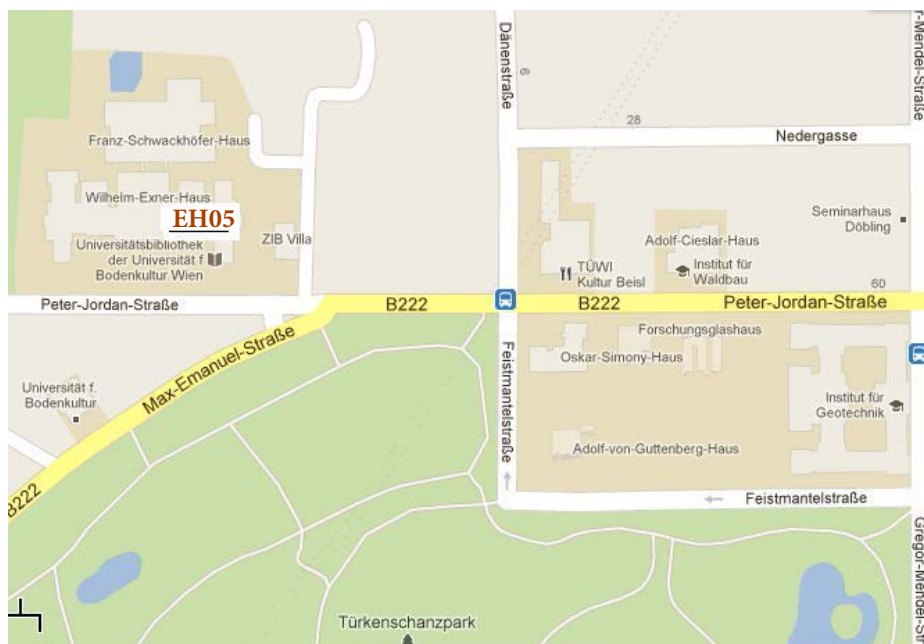 Dänenstraße
9
r-Mendel-Straße
28
Nedergasse
Franz-Schwackhöfer-Haus
Wilhelm-Exner-Haus
EH05
Seminarhaus
Döbling
Universitätsbibliothek
der Universität f
Bodenkultur Wien
ZIB Villa
Adolf-Cieslar-Haus
Institut für
Waldbau
TÜWI
Kultur Beisl
60
Peter-Jordan-Straße
B222
B222
Peter-Jordan-Straße
Max-Emanuel-Straße
Forschungsglashaus
Oskar-Simony-Haus
Feistmantelstraße
Universität f.
Bodenkultur
Institut für
Geotechnik
Adolf-von-Guttenberg-Haus
B222
Feistmantelstraße
Gregor-Mendel-St
Türkenschanzpark